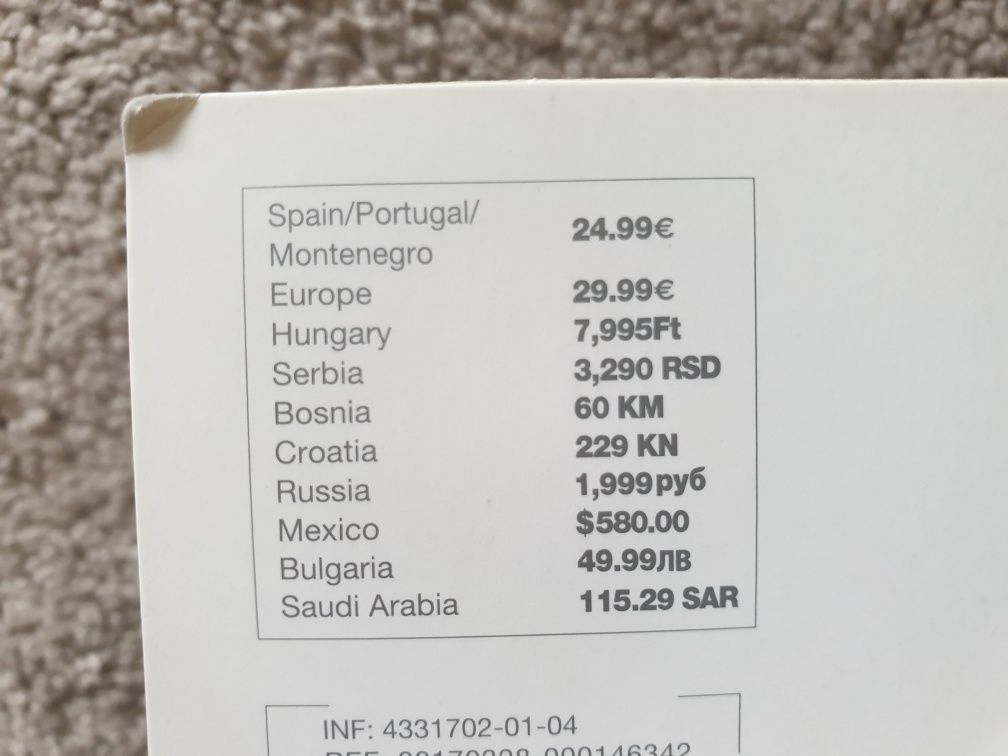 Spain/Portugal/
Montenegro 24.99€
Europe 29.99€
Hungary 7,995Ft
Serbia 3,290 RSD
Bosnia 60 KM
Croatia 229 KN
Russia 1,999руб
Mexico $580.00
Bulgaria 49.99ЛВ
Saudi Arabia 115.29 SAR
INF: 4331702-01-04